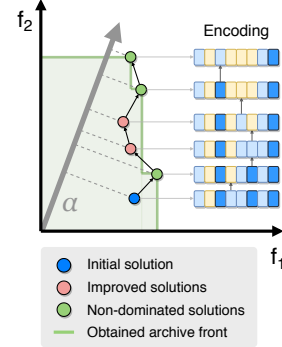 f2
Encoding
α
f1
Initial solution
Improved solutions
Non-dominated solutions
Obtained archive front